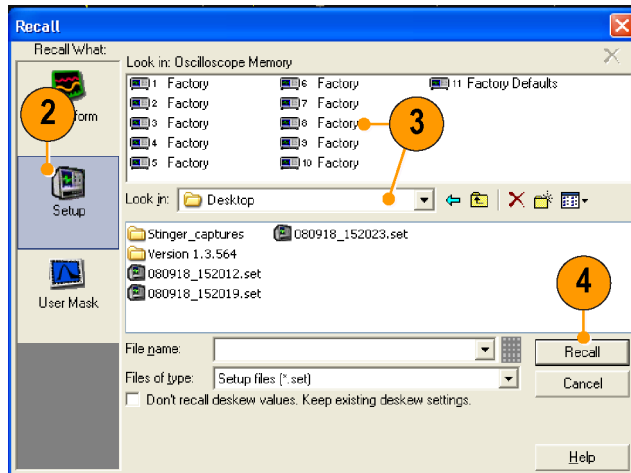 Recall
Recall What:
Look in: Oscilloscope Memory
1 Factory
6 Factory
11 Factory Defaults
2 Factory
7 Factory
3 Factory
8 Factory
4 Factory
9 Factory
5 Factory
10 Factory
2
form
3
Setup
Look in:
Desktop
Stinger_captures
080918_152023.set
Version 1.3.564
080918_152012.set
080918_152019.set
User Mask
4
File name:
Recall
Files of type:
Setup files (*.set)
Cancel
Don't recall deskew values. Keep existing deskew settings.
Help